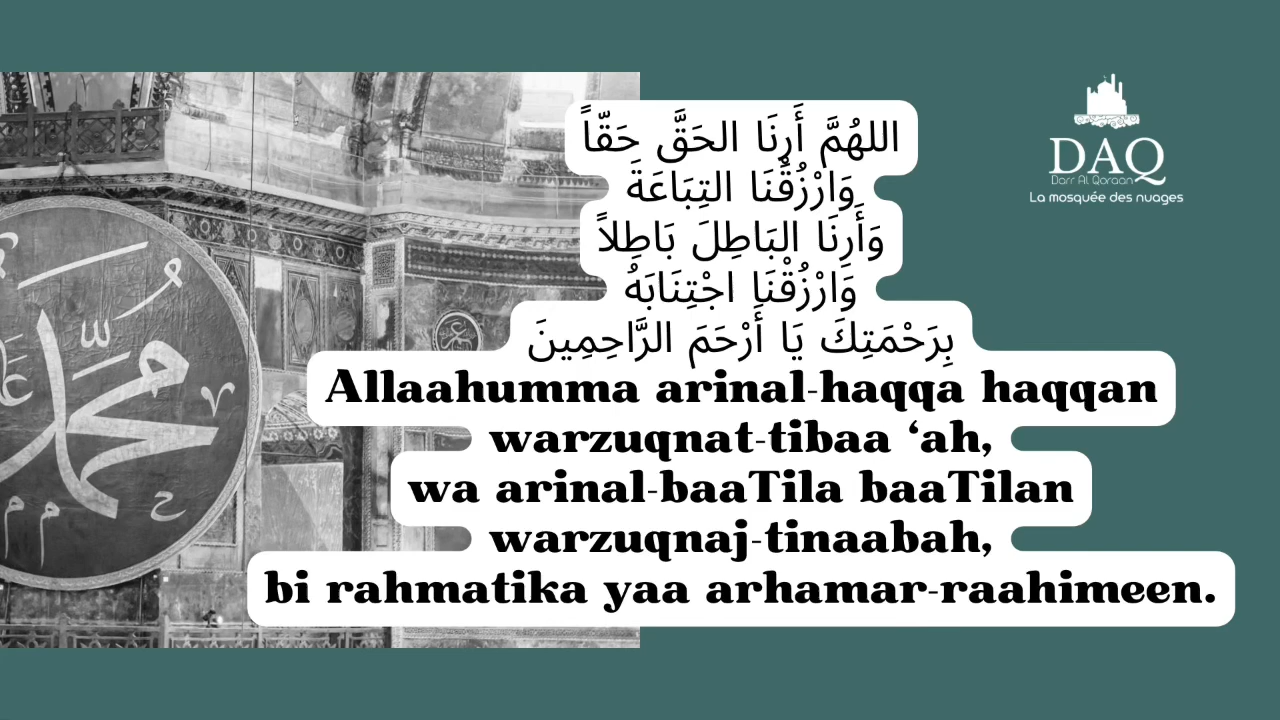 اللهُمَّ أَرِنَا الحَقَّ حَقّاً
وَارْزُقْنَا التِبَاعَةَ
وَأَرِنَا البَاطِلَ بَاطِلاً
وَارْزُقْنَا اجْتِنَابَهُ
بِرَحْمَتِكَ يَا أَرْحَمَ الرَّاحِمِينَ
Allaahumma arinal-haqqa haqqan
warzuqnat-tibaa ‘ah,
wa arinal-baaTila baaTilan
warzuqnaj-tinaabah,
bi rahmatika yaa arhamar-raahimeen.
DAQ
Darr Al Qoraan
La mosquée des nuages
محمد